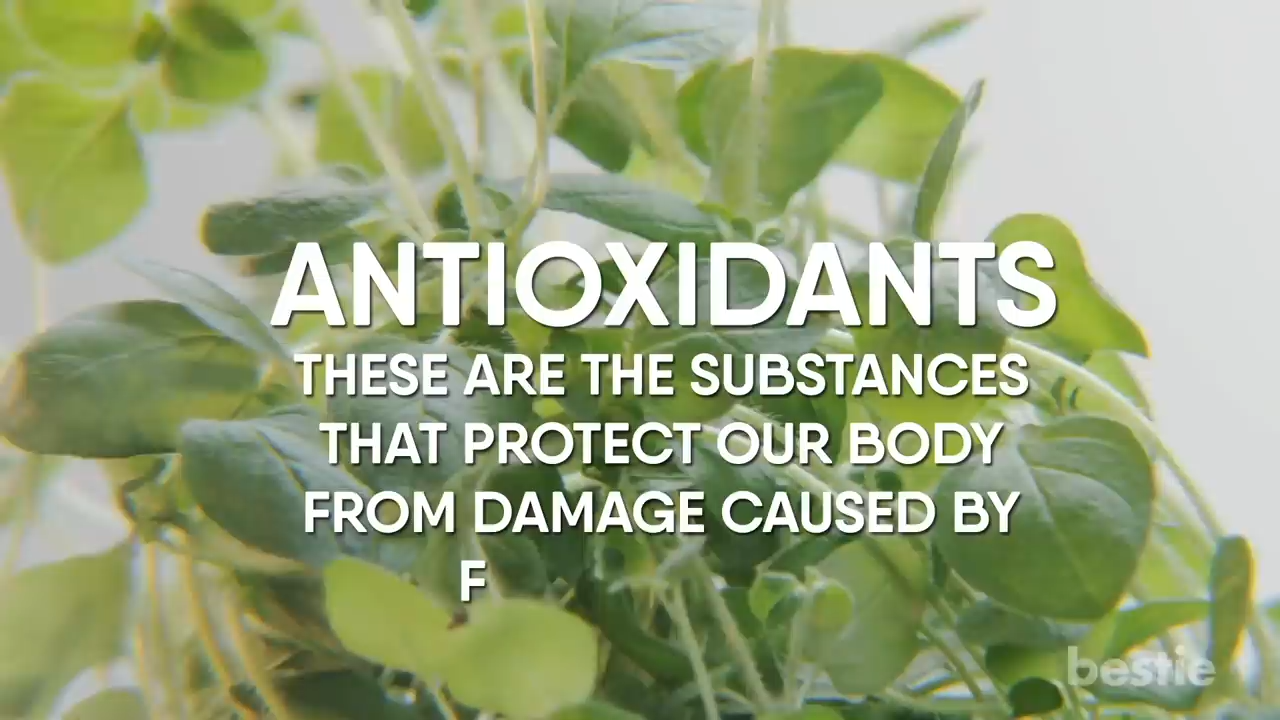 ANTIOXIDANTS
THESE ARE THE SUBSTANCES
THAT PROTECT OUR BODY
FROM DAMAGE CAUSED BY
F
bestie